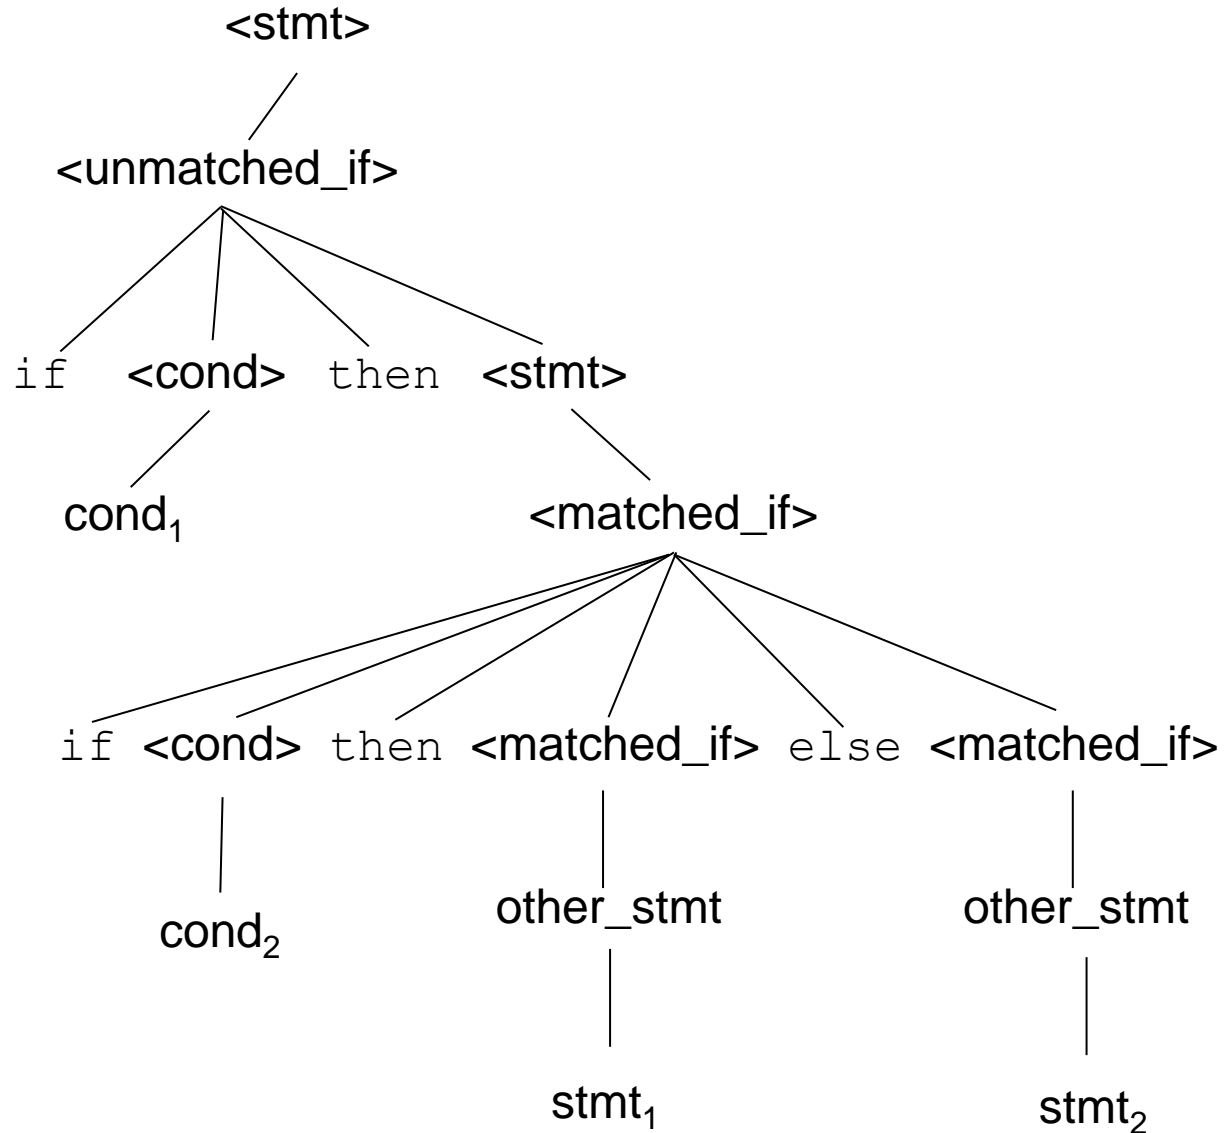 <stmt>
<unmatched_if>
if <cond> then <stmt>
cond₁ <matched_if>
if <cond> then <matched_if> else <matched_if>
cond₂ other_stmt other_stmt
stmt₁ stmt₂